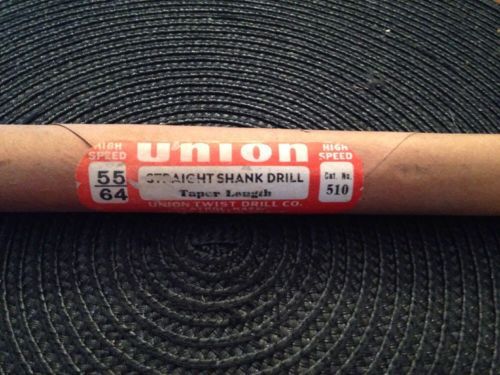 HIGH SPEED
union
HIGH SPEED
55/64
STRAIGHT SHANK DRILL
Taper Length
Cat. No. 510
UNION TWIST DRILL CO.